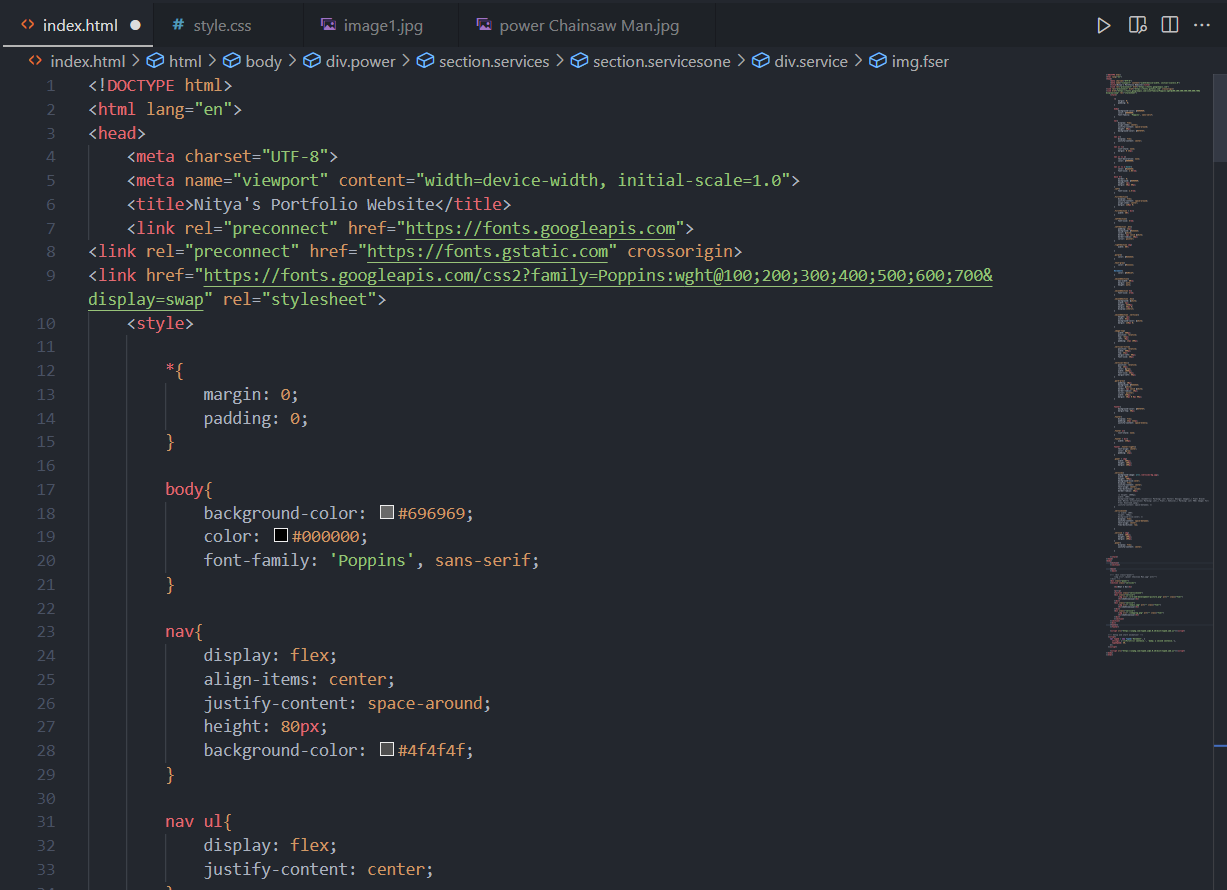 index.html
style.css
image1.jpg
power Chainsaw Man.jpg
index.html > html > body > div.power > section.services > section.servicesone > div.service > img.fser
1 <!DOCTYPE html>
2 <html lang="en">
3 <head>
4 <meta charset="UTF-8">
5 <meta name="viewport" content="width=device-width, initial-scale=1.0">
6 <title>Nitya's Portfolio Website</title>
7 <link rel="preconnect" href="https://fonts.googleapis.com">
8 <link rel="preconnect" href="https://fonts.gstatic.com" crossorigin>
9 <link href="https://fonts.googleapis.com/css2?family=Poppins:wght@100;200;300;400;500;600;700&
display=swap" rel="stylesheet">
10 <style>
11
12 *{
13 margin: 0;
14 padding: 0;
15 }
16
17 body{
18 background-color: #696969;
19 color: #000000;
20 font-family: 'Poppins', sans-serif;
21 }
22
23 nav{
24 display: flex;
25 align-items: center;
26 justify-content: space-around;
27 height: 80px;
28 background-color: #4f4f4f;
29 }
30
31 nav ul{
32 display: flex;
33 justify-content: center;